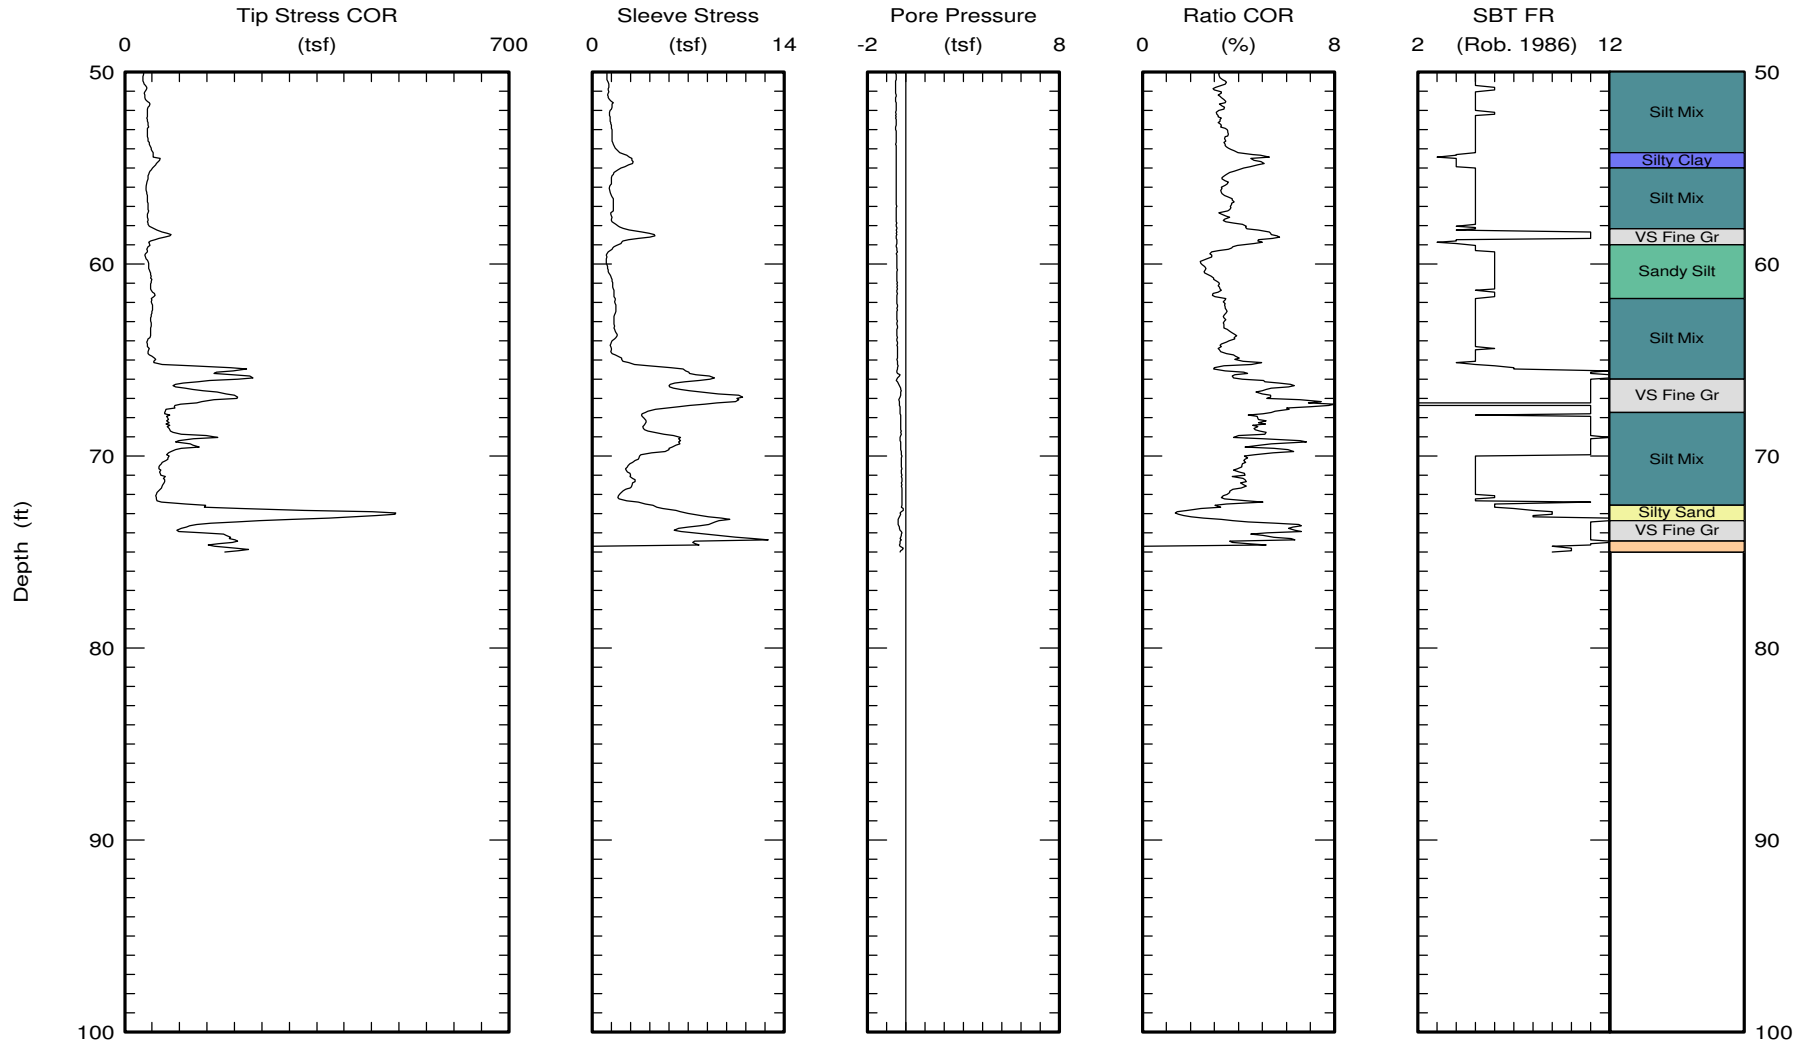 Tip Stress COR Sleeve Stress Pore Pressure Ratio COR SBT FR
0 (tsf) 700 0 (tsf) 14 -2 (tsf) 8 0 (%) 8 2 (Rob. 1986) 12
50 50
Silt Mix
Silty Clay
Silt Mix
VS Fine Gr
60 Sandy Silt 60
Silt Mix
VS Fine Gr
70 Silt Mix 70
Silty Sand
VS Fine Gr
Depth (ft)
80 80
90 90
100 100